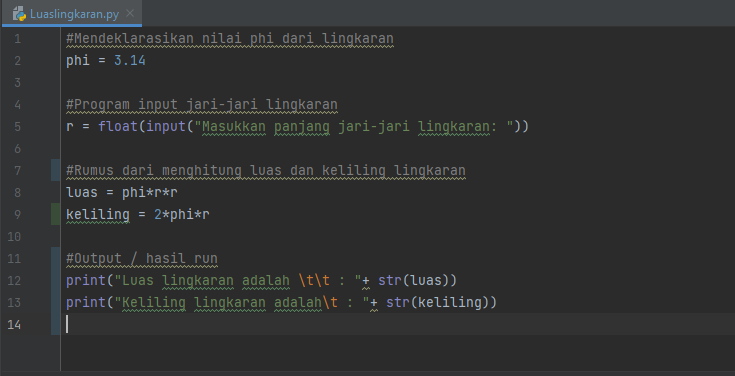 Luaslingkaran.py
1 #Mendeklarasikan nilai phi dari lingkaran
2 phi = 3.14
3
4 #Program input jari-jari lingkaran
5 r = float(input("Masukkan panjang jari-jari lingkaran: "))
6
7 #Rumus dari menghitung luas dan keliling lingkaran
8 luas = phi*r*r
9 keliling = 2*phi*r
10
11 #Output / hasil run
12 print("Luas lingkaran adalah \t\t : "+ str(luas))
13 print("Keliling lingkaran adalah\t : "+ str(keliling))
14